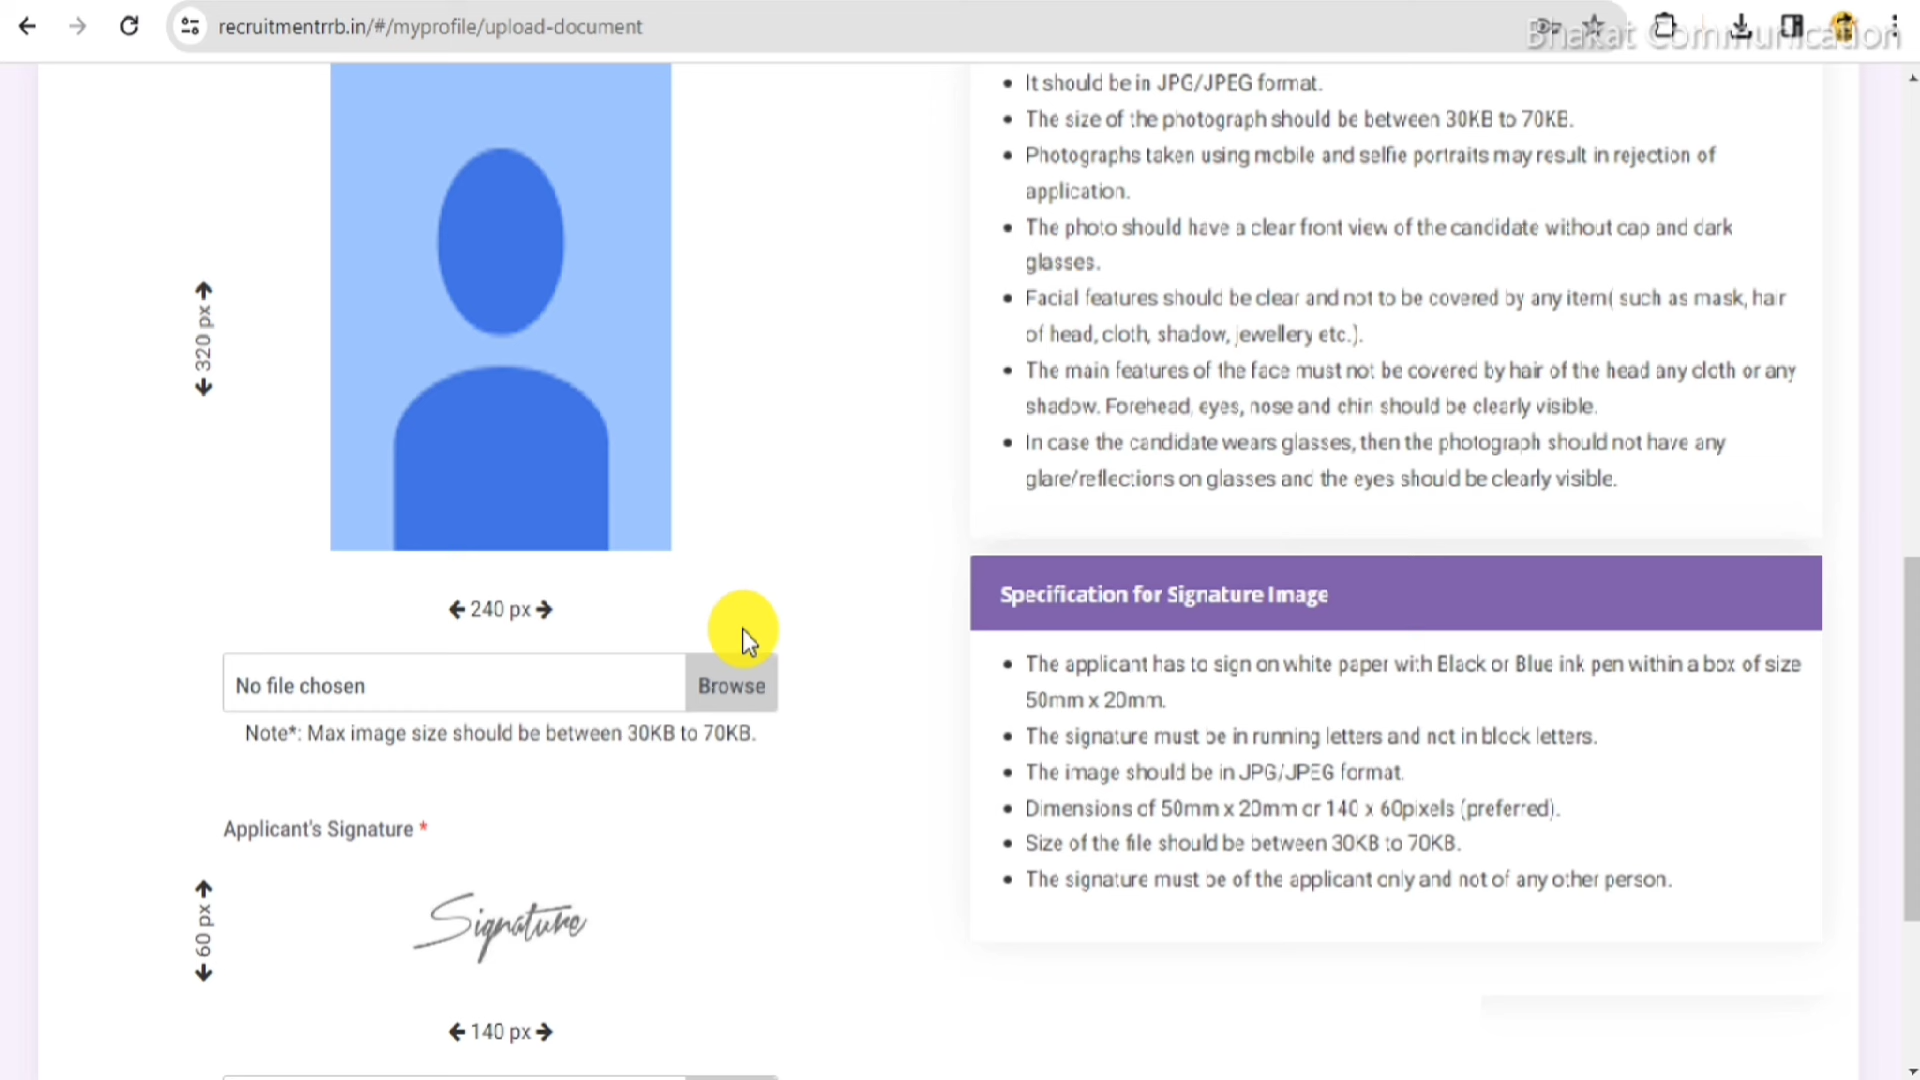 recruitmentrrb.in/#/myprofile/upload-document
Bhakat Communication
320 px
240 px
No file chosen
Browse
Note*: Max image size should be between 30KB to 70KB.
Applicant's Signature *
60 px
Signature
140 px
It should be in JPG/JPEG format.
The size of the photograph should be between 30KB to 70KB.
Photographs taken using mobile and selfie portraits may result in rejection of
application.
The photo should have a clear front view of the candidate without cap and dark
glasses.
Facial features should be clear and not to be covered by any item( such as mask, hair
of head, cloth, shadow, jewellery etc.).
The main features of the face must not be covered by hair of the head any cloth or any
shadow. Forehead, eyes, nose and chin should be clearly visible.
In case the candidate wears glasses, then the photograph should not have any
glare/reflections on glasses and the eyes should be clearly visible.
Specification for Signature Image
The applicant has to sign on white paper with Black or Blue ink pen within a box of size
50mm x 20mm.
The signature must be in running letters and not in block letters.
The image should be in JPG/JPEG format.
Dimensions of 50mm x 20mm or 140 x 60pixels (preferred).
Size of the file should be between 30KB to 70KB.
The signature must be of the applicant only and not of any other person.